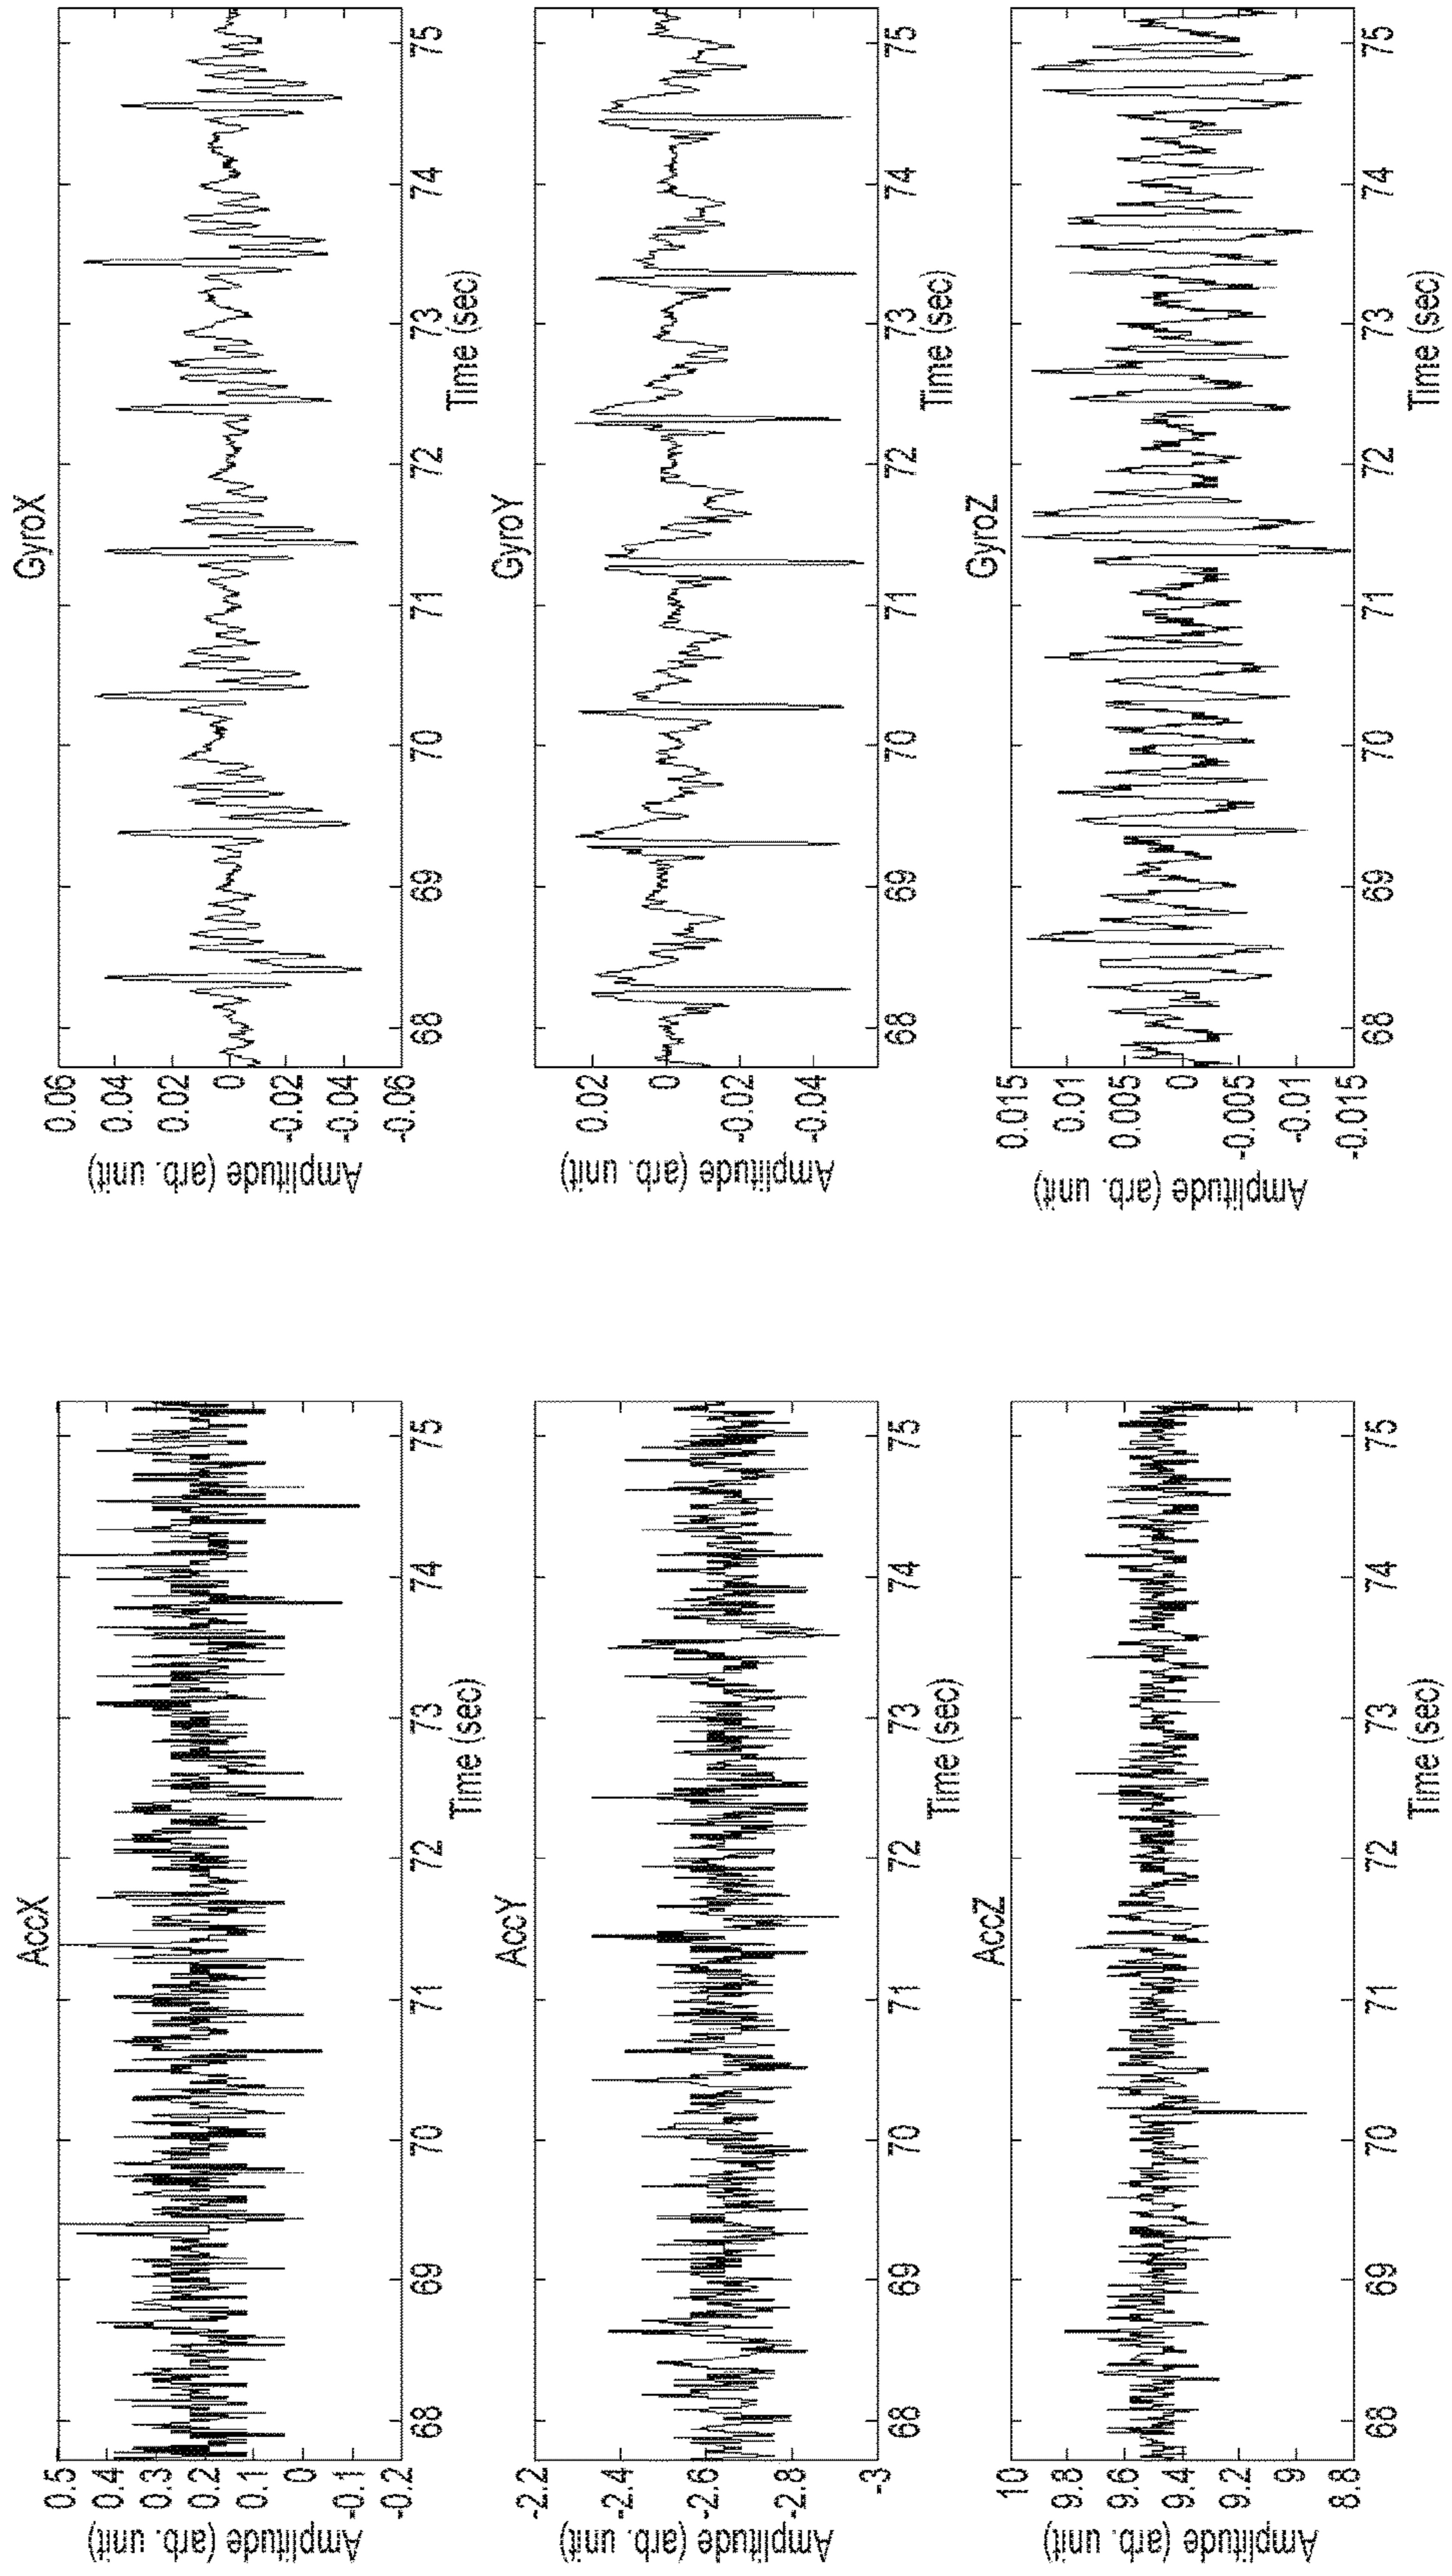 AccX
Amplitude (arb. unit)
0.5
0.4
0.3
0.2
0.1
0
-0.1
-0.2
68 69 70 71 72 73 74 75
Time (sec)
GyroX
Amplitude (arb. unit)
0.06
0.04
0.02
0
-0.02
-0.04
-0.06
68 69 70 71 72 73 74 75
Time (sec)
AccY
Amplitude (arb. unit)
-2.2
-2.4
-2.6
-2.8
-3
68 69 70 71 72 73 74 75
Time (sec)
GyroY
Amplitude (arb. unit)
0.02
0
-0.02
-0.04
68 69 70 71 72 73 74 75
Time (sec)
AccZ
Amplitude (arb. unit)
10
9.8
9.6
9.4
9.2
9
8.8
68 69 70 71 72 73 74 75
Time (sec)
GyroZ
Amplitude (arb. unit)
0.015
0.01
0.005
0
-0.005
-0.01
-0.015
68 69 70 71 72 73 74 75
Time (sec)